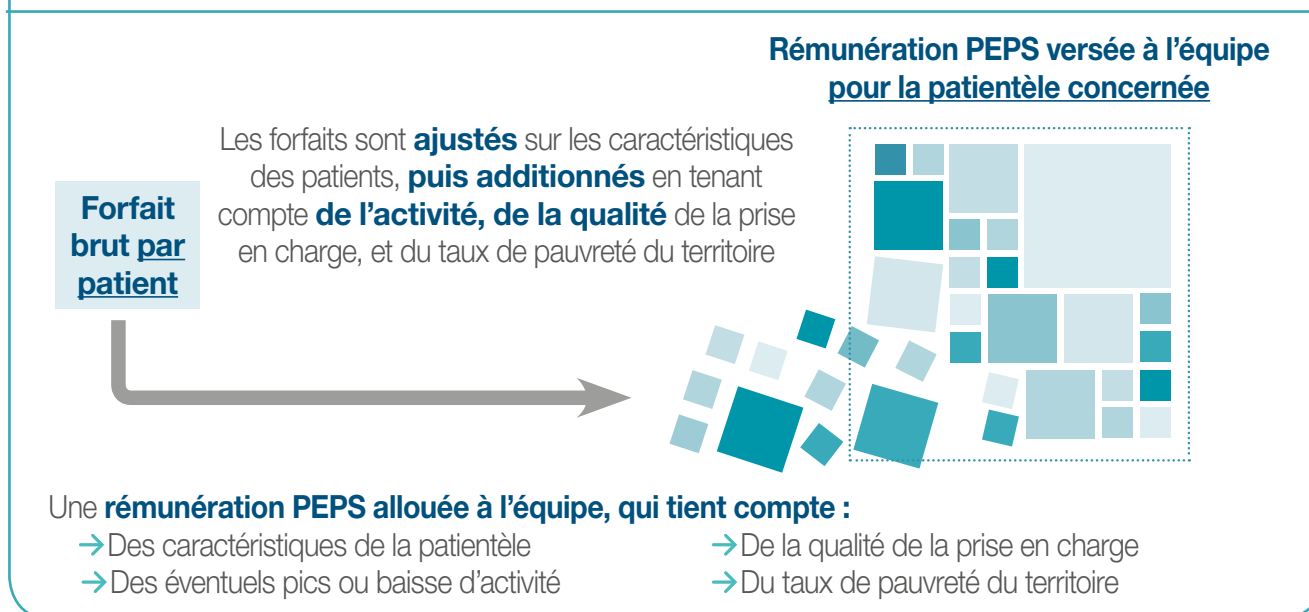 Rémunération PEPS versée à l’équipe
pour la patientèle concernée
Les forfaits sont ajustés sur les caractéristiques
des patients, puis additionnés en tenant
compte de l’activité, de la qualité de la prise
en charge, et du taux de pauvreté du territoire
Forfait
brut par
patient
Une rémunération PEPS allouée à l’équipe, qui tient compte :
→ Des caractéristiques de la patientèle
→ Des éventuels pics ou baisse d’activité
→ De la qualité de la prise en charge
→ Du taux de pauvreté du territoire